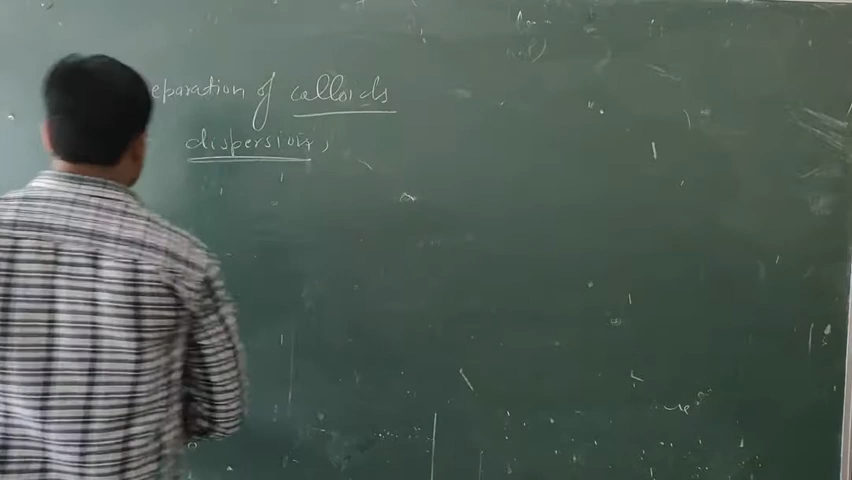 eparation of colloids
dispersion,